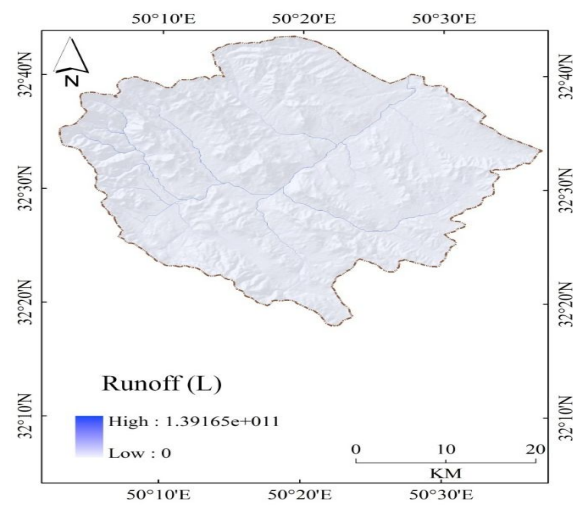 50°10'E 50°20'E 50°30'E
32°40'N 32°40'N
N
32°30'N 32°30'N
32°20'N 32°20'N
32°10'N 32°10'N
Runoff (L)
High : 1.39165e+011
Low : 0
0 10 20
KM
50°10'E 50°20'E 50°30'E